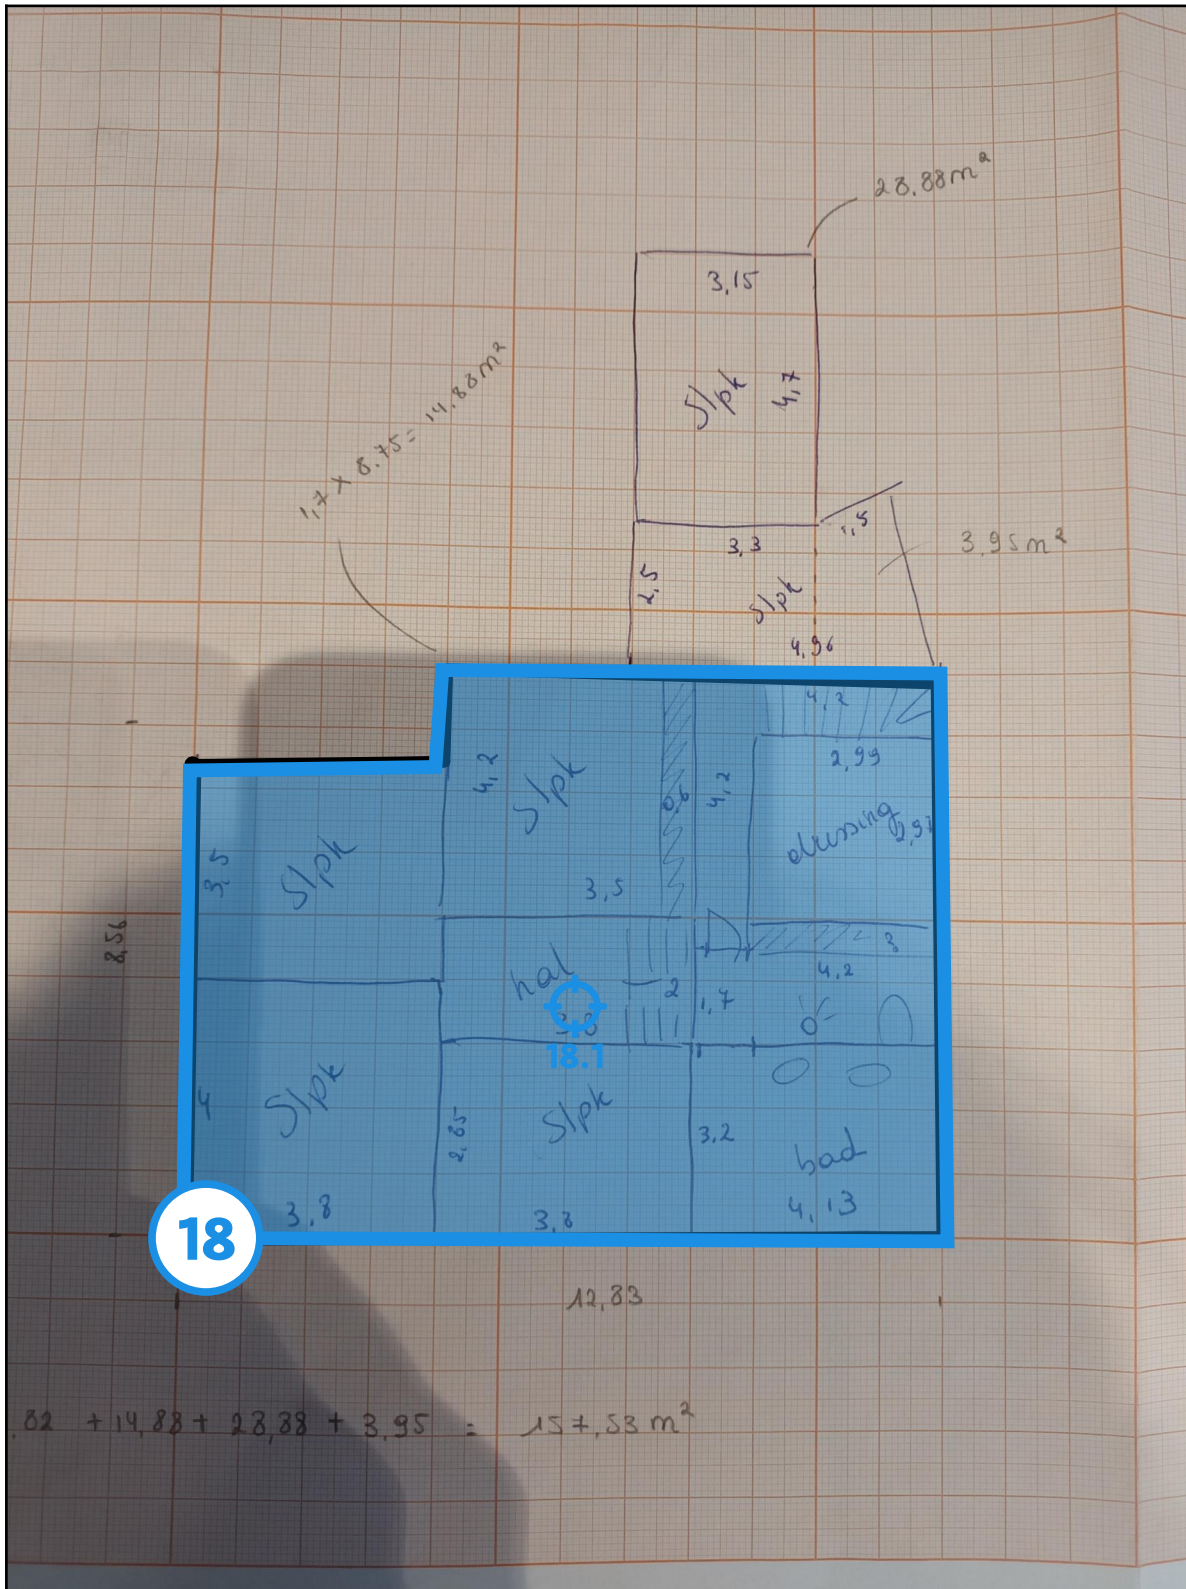 28.88m²
3,15
1,7 x 8.75 = 14.88m²
Slpk
4,7
1,5
3,3
3.95m²
2,5
Slpk
4,96
4,2
4,2
Slpk
0,6
4,2
2,99
dressing
3,5
Slpk
3,5
8,56
hal
2
3
4,2
1,7
18.1
4
Slpk
2,85
Slpk
3.2
bad
3,8
3,8
4,13
18
12,83
.82 + 14,88 + 28,88 + 3,95 = 157,53 m²